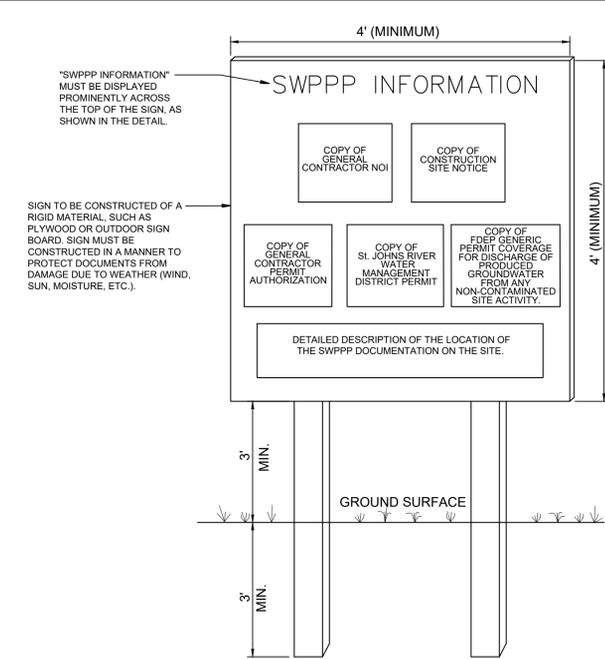 4' (MINIMUM)
"SWPPP INFORMATION"
MUST BE DISPLAYED
PROMINENTLY ACROSS
THE TOP OF THE SIGN, AS
SHOWN IN THE DETAIL.
SWPPP INFORMATION
COPY OF
GENERAL
CONTRACTOR NOI
COPY OF
CONSTRUCTION
SITE NOTICE
4' (MINIMUM)
SIGN TO BE CONSTRUCTED OF A
RIGID MATERIAL, SUCH AS
PLYWOOD OR OUTDOOR SIGN
BOARD. SIGN MUST BE
CONSTRUCTED IN A MANNER TO
PROTECT DOCUMENTS FROM
DAMAGE DUE TO WEATHER (WIND,
SUN, MOISTURE, ETC.).
COPY OF
GENERAL
CONTRACTOR
PERMIT
AUTHORIZATION
COPY OF
St. JOHNS RIVER
WATER
MANAGEMENT
DISTRICT PERMIT
COPY OF
FDEP GENERIC
PERMIT COVERAGE
FOR DISCHARGE OF
PRODUCED
GROUNDWATER
FROM ANY
NON-CONTAMINATED
SITE ACTIVITY.
DETAILED DESCRIPTION OF THE LOCATION OF
THE SWPPP DOCUMENTATION ON THE SITE.
3'
MIN.
GROUND SURFACE
3'
MIN.